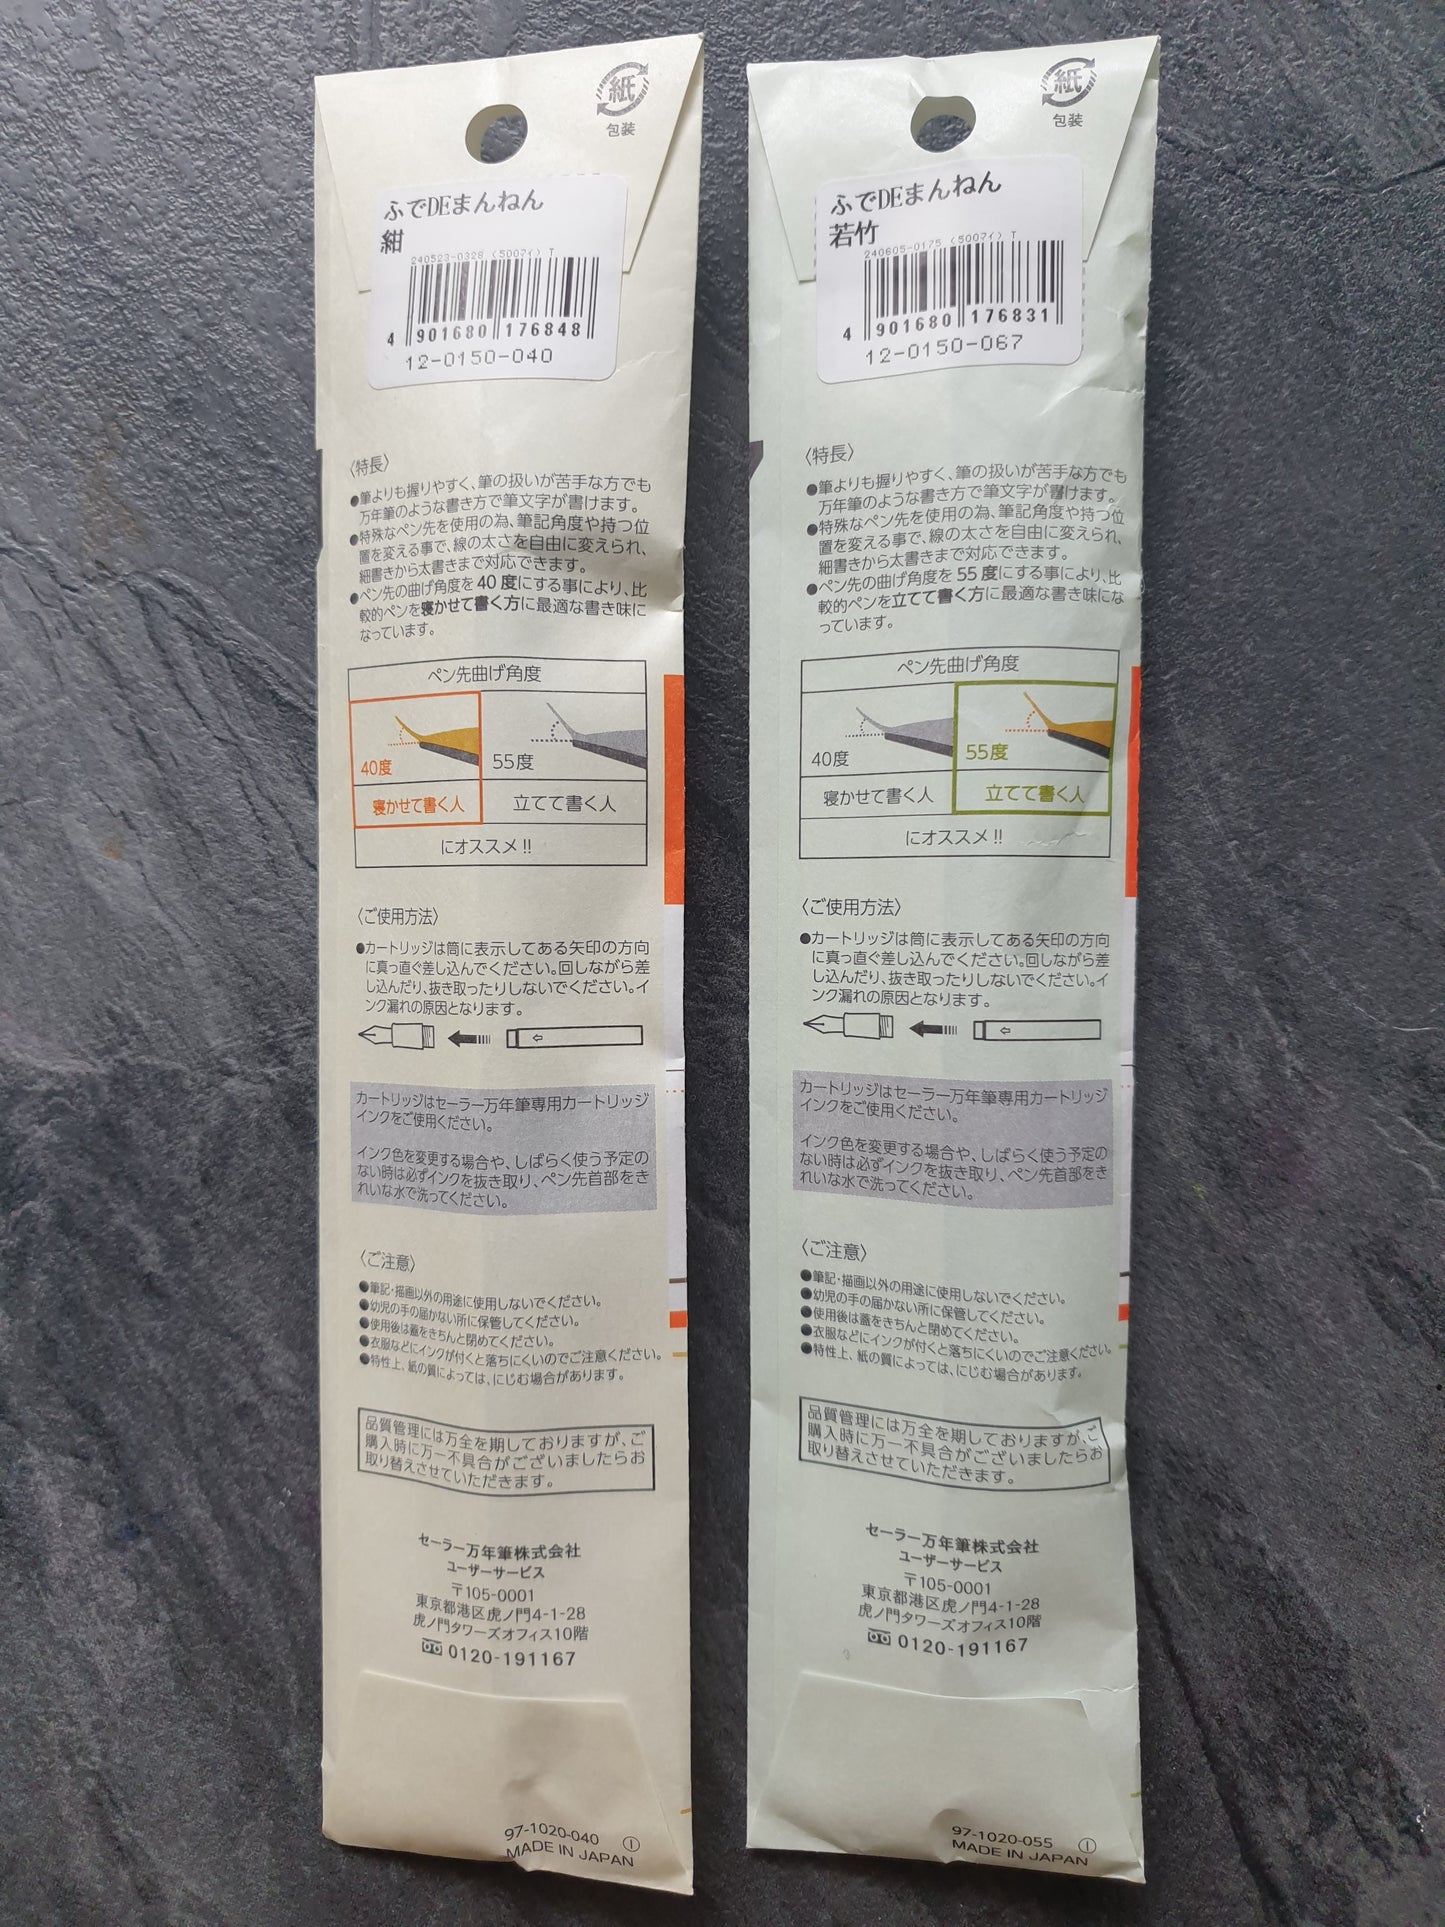 紙
包装
ふでDEまんねん
紺
240523-0328 (500マイ) T
4 901680 176848
12-0150-040
〈特長〉
●筆よりも握りやすく、筆の扱いが苦手な方でも
万年筆のような書き方で筆文字が書けます。
●特殊なペン先を使用の為、筆記角度や持つ位
置を変える事で、線の太さを自由に変えられ、
細書きから太書きまで対応できます。
●ペン先の曲げ角度を 40 度にする事により、比
較的ペンを寝かせて書く方に最適な書き味に
なっています。
ペン先曲げ角度
40度
55度
寝かせて書く人
立てて書く人
にオススメ!!
〈ご使用方法〉
●カートリッジは筒に表示してある矢印の方向
に真っ直ぐ差し込んでください。回しながら差
し込んだり、抜き取ったりしないでください。イ
ンク漏れの原因となります。
カートリッジはセーラー万年筆専用カートリッジ
インクをご使用ください。
インク色を変更する場合や、しばらく使う予定の
ない時は必ずインクを抜き取り、ペン先首部をき
れいな水で洗ってください。
〈ご注意〉
●筆記・描画以外の用途に使用しないでください。
●幼児の手の届かない所に保管してください。
●使用後は蓋をきちんと閉めてください。
●衣服などにインクが付くと落ちにくいのでご注意ください。
●特性上、紙の質によっては、にじむ場合があります。
品質管理には万全を期しておりますが、ご
購入時に万一不具合がございましたらお
取り替えさせていただきます。
セーラー万年筆株式会社
ユーザーサービス
〒105-0001
東京都港区虎ノ門4-1-28
虎ノ門タワーズオフィス10階
0120-191167
97-1020-040 I
MADE IN JAPAN
紙
包装
ふでDEまんねん
若竹
240605-0175 (500マイ) T
4 901680 176831
12-0150-067
〈特長〉
●筆よりも握りやすく、筆の扱いが苦手な方でも
万年筆のような書き方で筆文字が書けます。
●特殊なペン先を使用の為、筆記角度や持つ位
置を変える事で、線の太さを自由に変えられ、
細書きから太書きまで対応できます。
●ペン先の曲げ角度を 55 度にする事により、比
較的ペンを立てて書く方に最適な書き味にな
っています。
ペン先曲げ角度
40度
55度
寝かせて書く人
立てて書く人
にオススメ!!
〈ご使用方法〉
●カートリッジは筒に表示してある矢印の方向
に真っ直ぐ差し込んでください。回しながら差
し込んだり、抜き取ったりしないでください。イ
ンク漏れの原因となります。
カートリッジはセーラー万年筆専用カートリッジ
インクをご使用ください。
インク色を変更する場合や、しばらく使う予定の
ない時は必ずインクを抜き取り、ペン先首部をき
れいな水で洗ってください。
〈ご注意〉
●筆記・描画以外の用途に使用しないでください。
●幼児の手の届かない所に保管してください。
●使用後は蓋をきちんと閉めてください。
●衣服などにインクが付くと落ちにくいのでご注意ください。
●特性上、紙の質によっては、にじむ場合があります。
品質管理には万全を期しておりますが、ご
購入時に万一不具合がございましたらお
取り替えさせていただきます。
セーラー万年筆株式会社
ユーザーサービス
〒105-0001
東京都港区虎ノ門4-1-28
虎ノ門タワーズオフィス10階
0120-191167
97-1020-055 I
MADE IN JAPAN